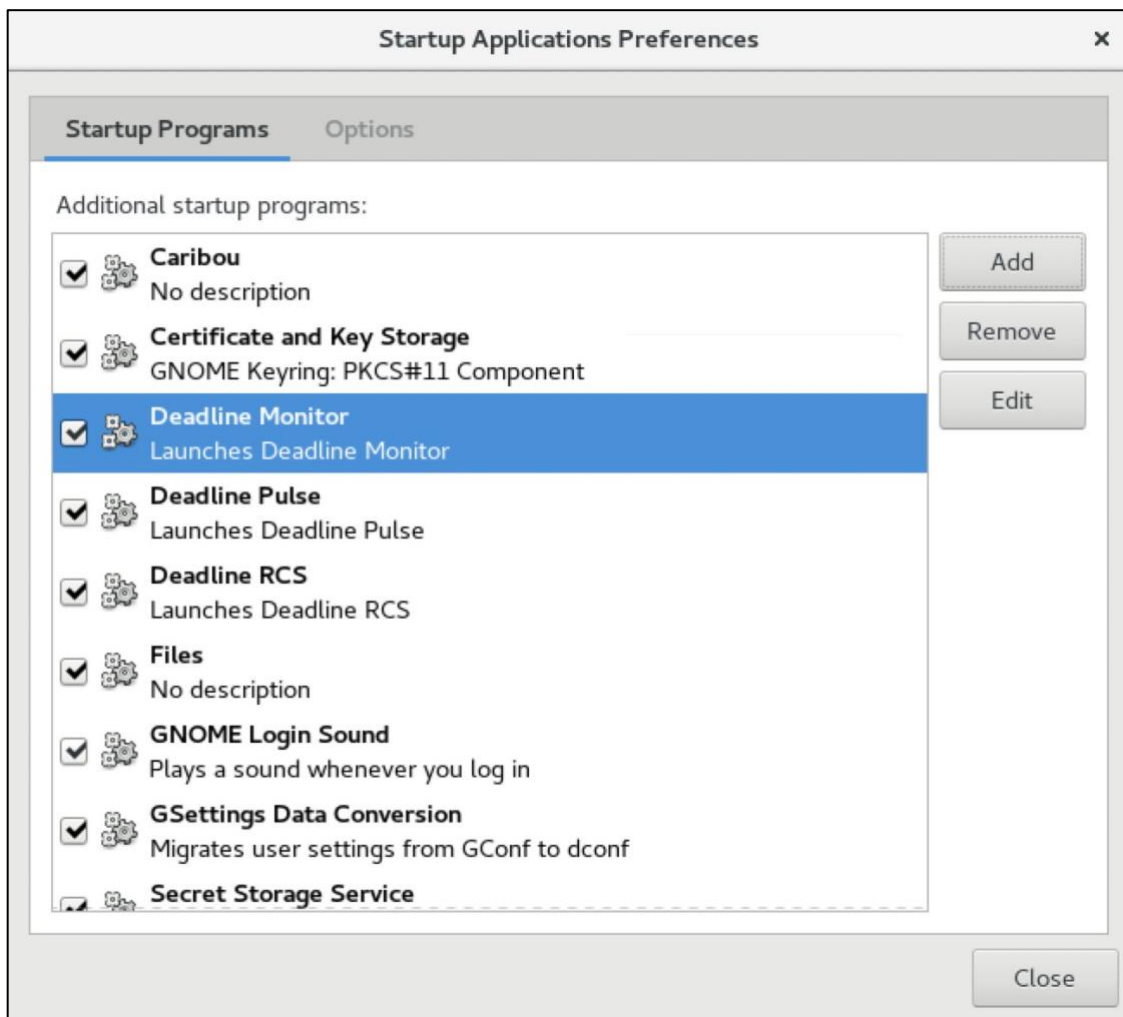 Startup Applications Preferences
Startup Programs
Options
Additional startup programs:
Caribou
No description
Certificate and Key Storage
GNOME Keyring: PKCS#11 Component
Deadline Monitor
Launches Deadline Monitor
Deadline Pulse
Launches Deadline Pulse
Deadline RCS
Launches Deadline RCS
Files
No description
GNOME Login Sound
Plays a sound whenever you log in
GSettings Data Conversion
Migrates user settings from GConf to dconf
Secret Storage Service
Add
Remove
Edit
Close